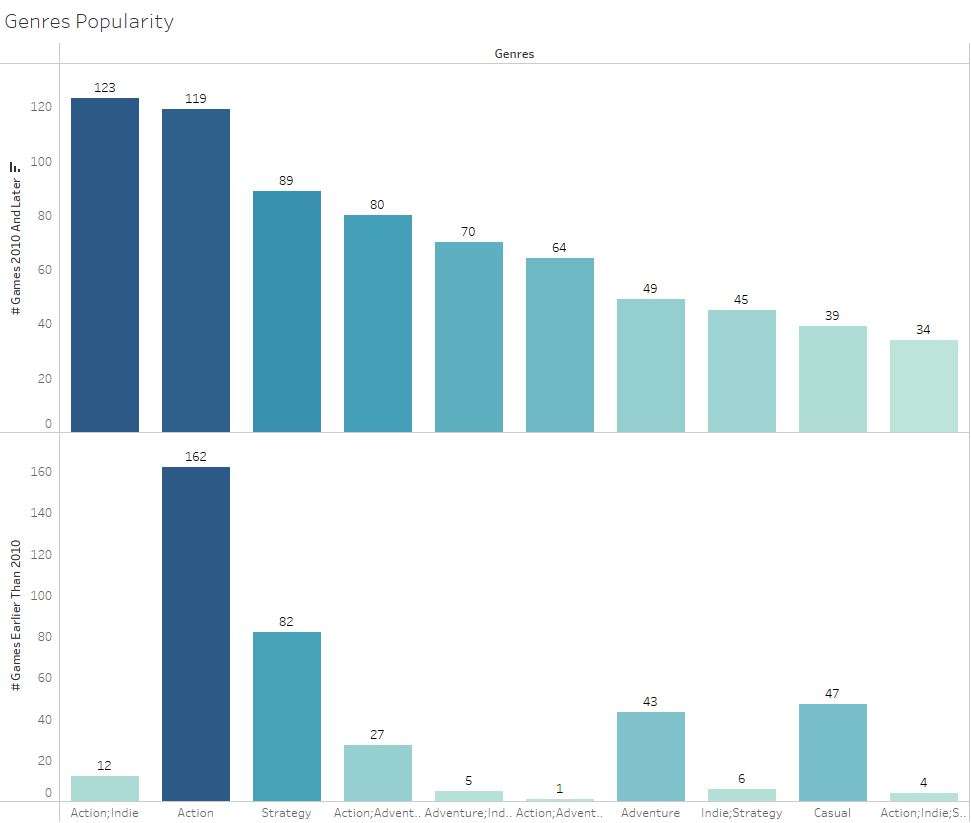 Genres Popularity
Genres
# Games 2010 And Later
120
100
80
60
40
20
0
123
119
89
80
70
64
49
45
39
34
# Games Earlier Than 2010
160
140
120
100
80
60
40
20
0
12
162
82
27
5
1
43
6
47
4
Action;Indie
Action
Strategy
Action;Advent..
Adventure;Ind..
Action;Advent..
Adventure
Indie;Strategy
Casual
Action;Indie;S..